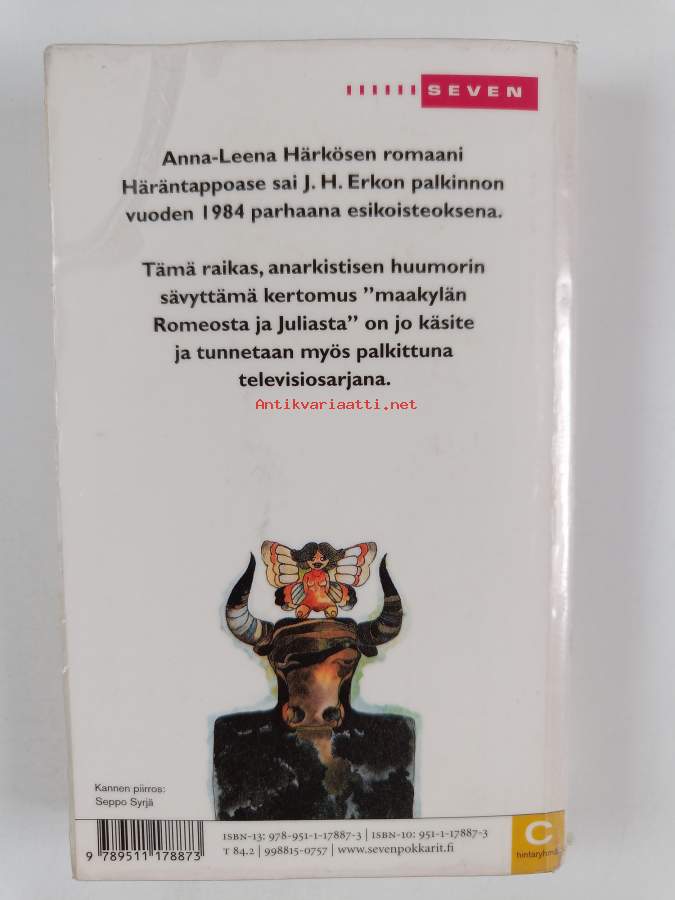 SEVEN
Anna-Leena Härkösen romaani
Häräntappoase sai J. H. Erkon palkinnon
vuoden 1984 parhaana esikoisteoksena.
Tämä raikas, anarkistisen huumorin
sävyttämä kertomus ”maakylän
Romeosta ja Juliasta” on jo käsite
ja tunnetaan myös palkittuna
televisiosarjana.
Antikvariaatti.net
Kannen piirros:
Seppo Syrjä
ISBN-13: 978-951-1-17887-3 | ISBN-10: 951-1-17887-3
T 84.2 | 998815-0757 | www.sevenpokkarit.fi
9 789511 178873
C
hintaryhmä